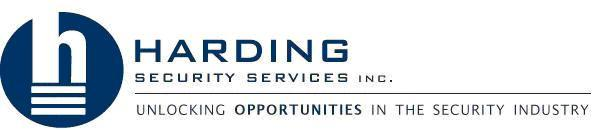 h
HARDING
SECURITY SERVICES INC.
UNLOCKING OPPORTUNITIES IN THE SECURITY INDUSTRY